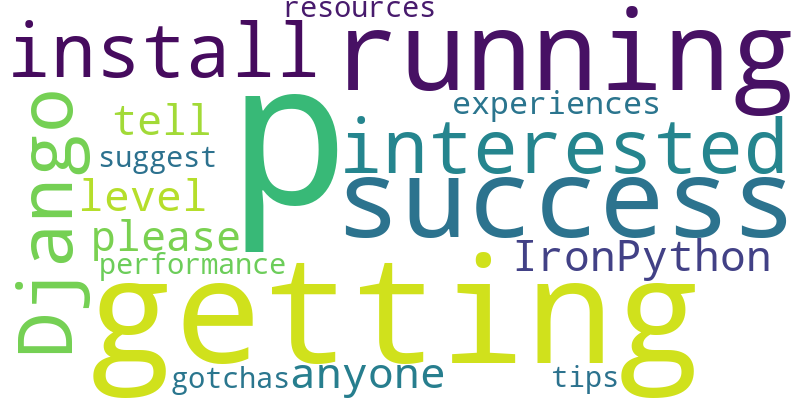 resources
install
running
p
Django
tell
experiences
interested
suggest
level
success
please
IronPython
performance
getting
gotchas
anyone
tips